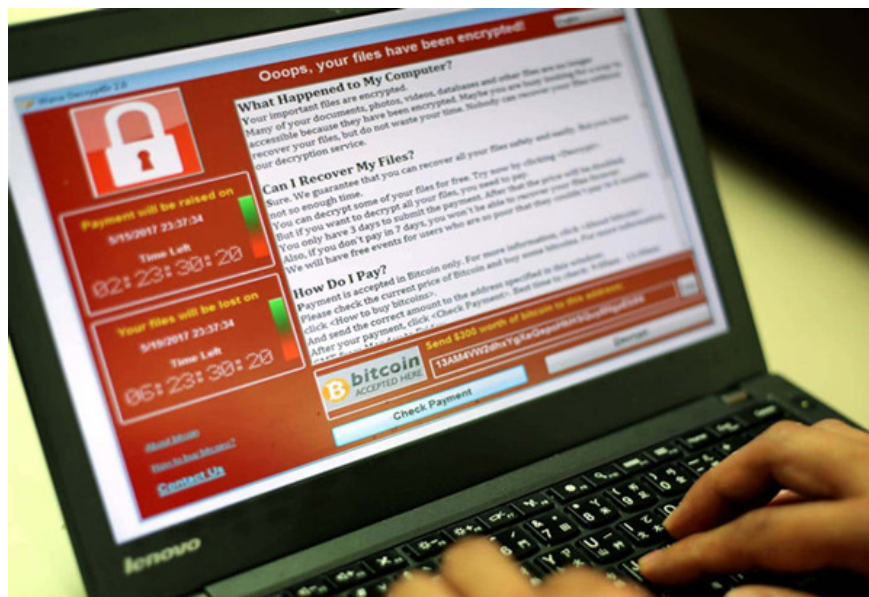 Wana Decrypt0r 2.0
English
Ooops, your files have been encrypted!
What Happened to My Computer?
Your important files are encrypted.
Many of your documents, photos, videos, databases and other files are no longer
accessible because they have been encrypted. Maybe you are busy looking for a way to
recover your files, but do not waste your time. Nobody can recover your files without
our decryption service.
Can I Recover My Files?
Sure. We guarantee that you can recover all your files safely and easily. But you have
not so enough time.
You can decrypt some of your files for free. Try now by clicking <Decrypt>.
But if you want to decrypt all your files, you need to pay.
You only have 3 days to submit the payment. After that the price will be doubled.
Also, if you don't pay in 7 days, you won't be able to recover your files forever.
We will have free events for users who are so poor that they couldn't pay in 6 months.
How Do I Pay?
Payment is accepted in Bitcoin only. For more information, click <About bitcoin>.
Please check the current price of Bitcoin and buy some bitcoins. For more information,
click <How to buy bitcoins>.
And send the correct amount to the address specified in this window.
After your payment, click <Check Payment>. Best time to check: 9:00am - 11:00am
Payment will be raised on
5/15/2017 23:37:34
Time Left
02:23:30:20
Your files will be lost on
5/19/2017 23:37:34
Time Left
06:23:30:20
About bitcoin
How to buy bitcoins?
Contact Us
bitcoin
ACCEPTED HERE
Send $300 worth of bitcoin to this address:
Check Payment
Decrypt
lenovo